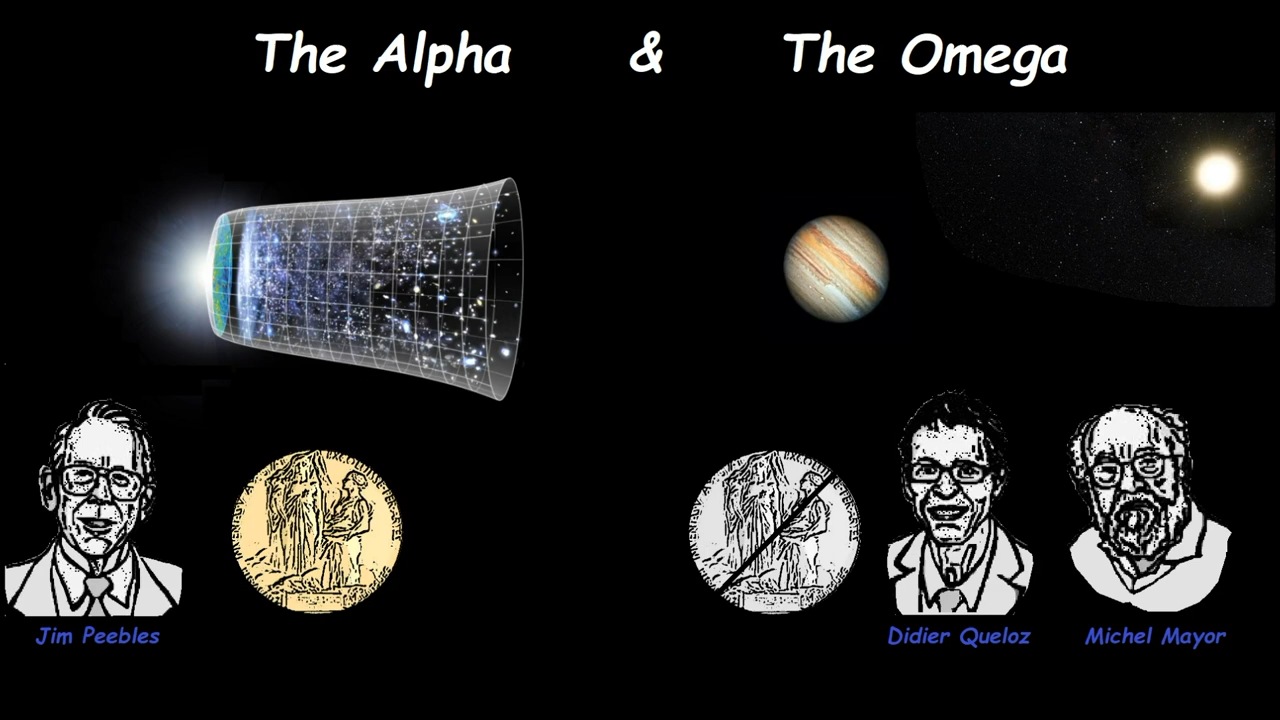 The Alpha & The Omega
Jim Peebles
Didier Queloz
Michel Mayor